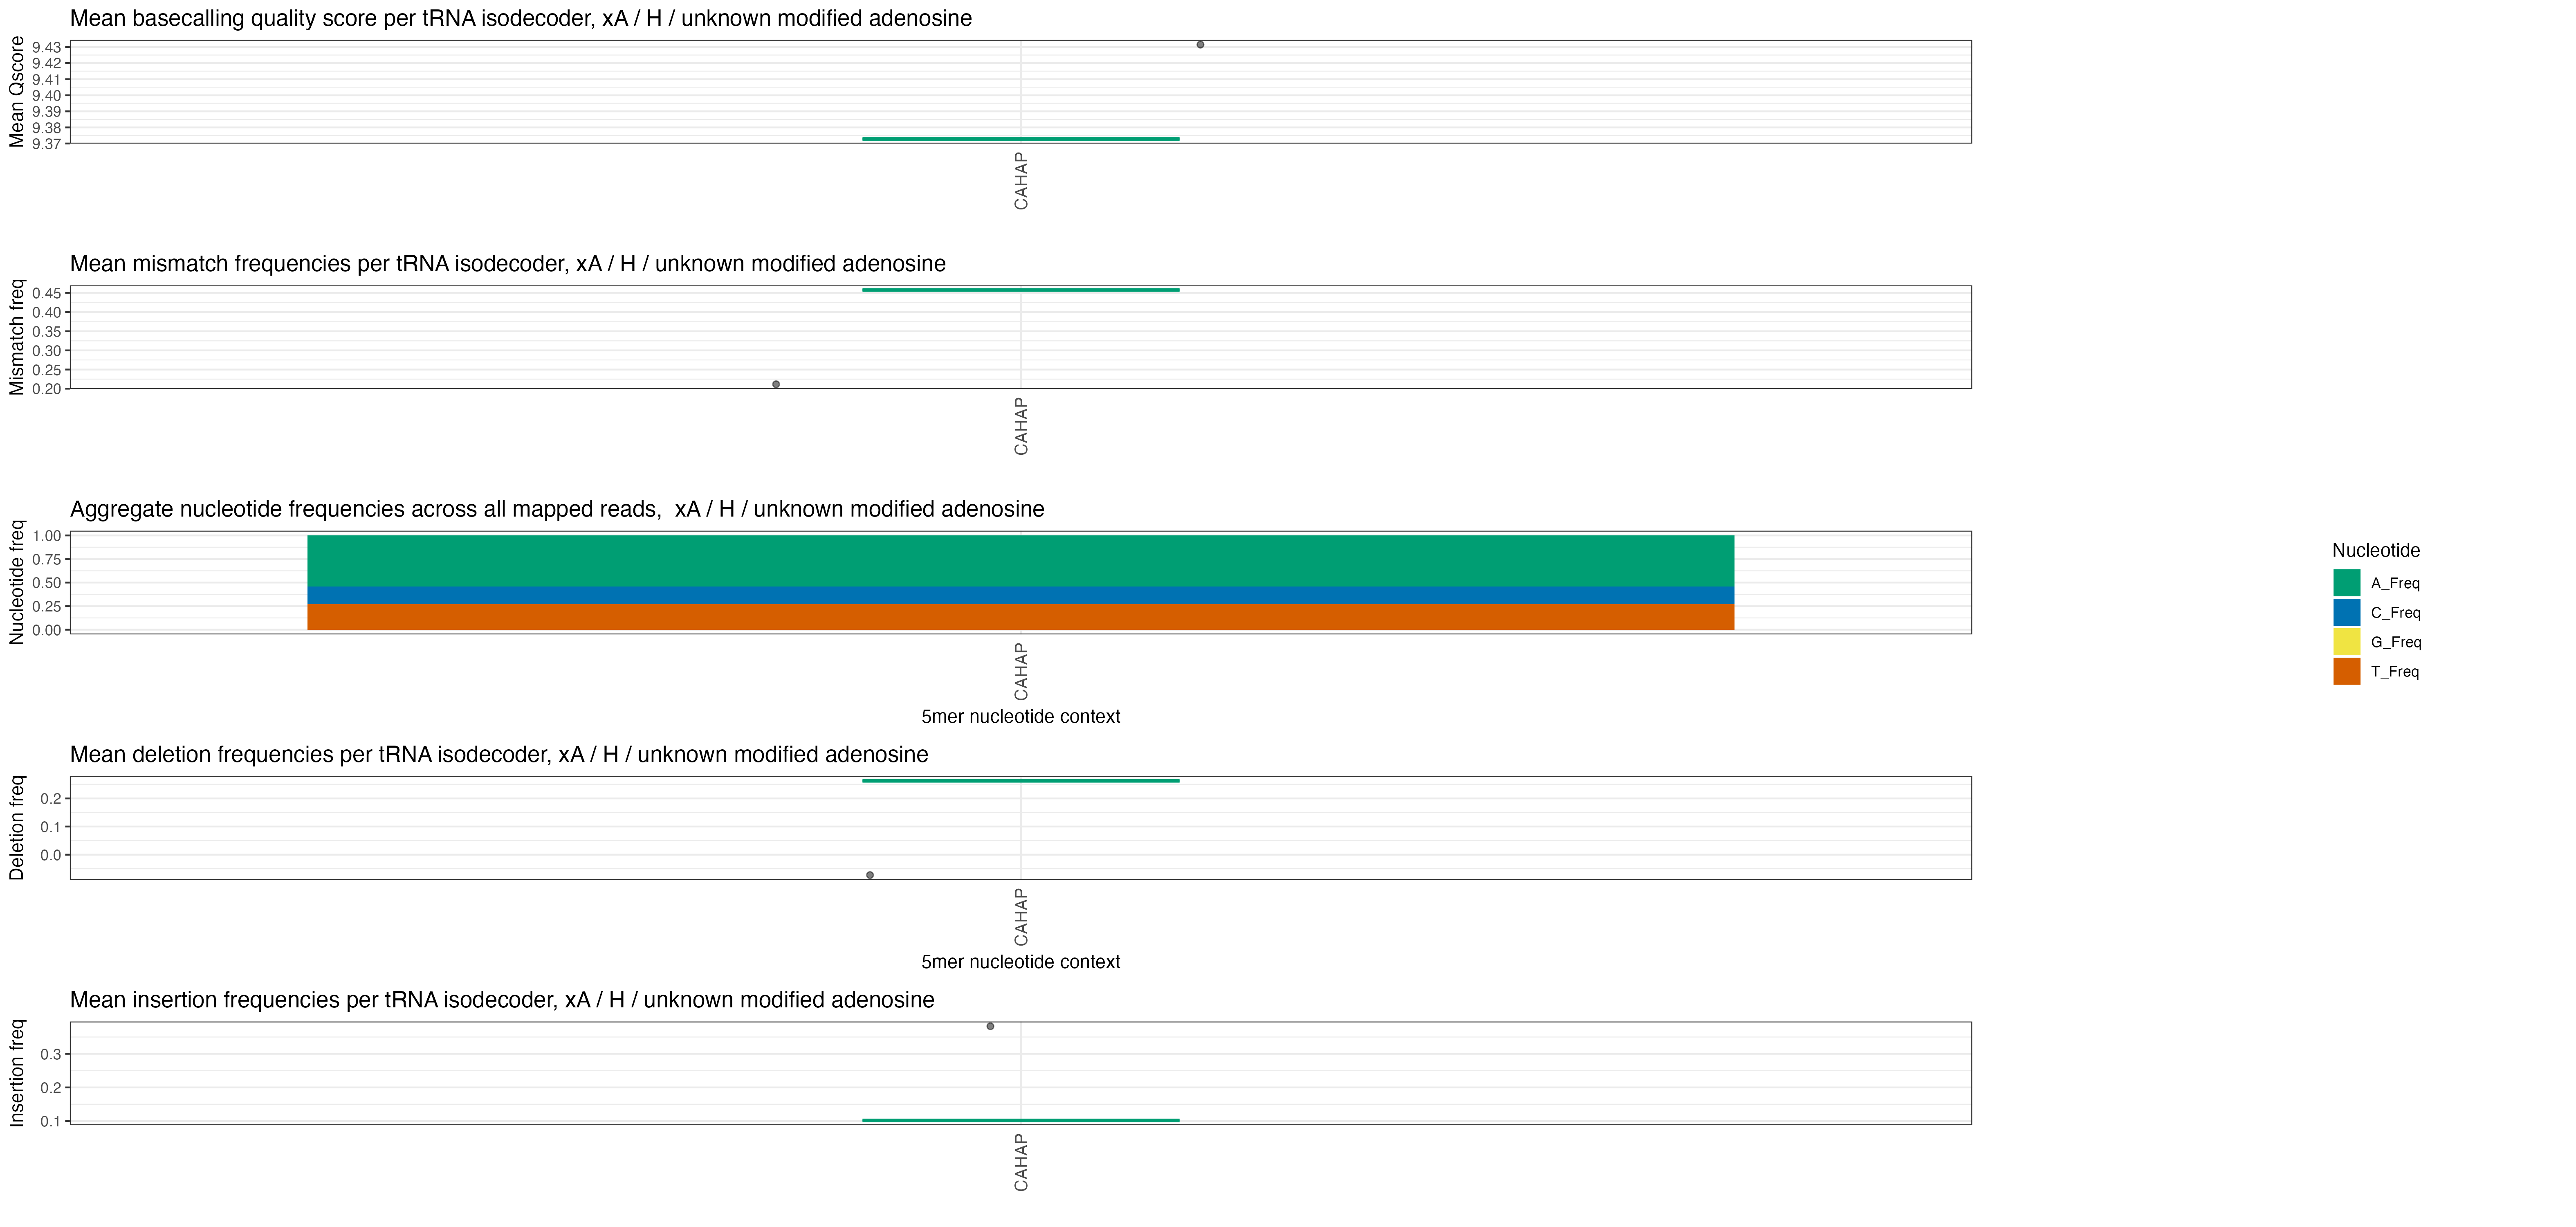 Mean basecalling quality score per tRNA isodecoder, xA / H / unknown modified adenosine
Mean Qscore
9.43
9.42
9.41
9.40
9.39
9.38
9.37
CAHAP
Mean mismatch frequencies per tRNA isodecoder, xA / H / unknown modified adenosine
Mismatch freq
0.45
0.40
0.35
0.30
0.25
0.20
CAHAP
Aggregate nucleotide frequencies across all mapped reads,  xA / H / unknown modified adenosine
Nucleotide freq
1.00
0.75
0.50
0.25
0.00
CAHAP
5mer nucleotide context
Nucleotide
A_Freq
C_Freq
G_Freq
T_Freq
Mean deletion frequencies per tRNA isodecoder, xA / H / unknown modified adenosine
Deletion freq
0.2
0.1
0.0
CAHAP
5mer nucleotide context
Mean insertion frequencies per tRNA isodecoder, xA / H / unknown modified adenosine
Insertion freq
0.3
0.2
0.1
CAHAP